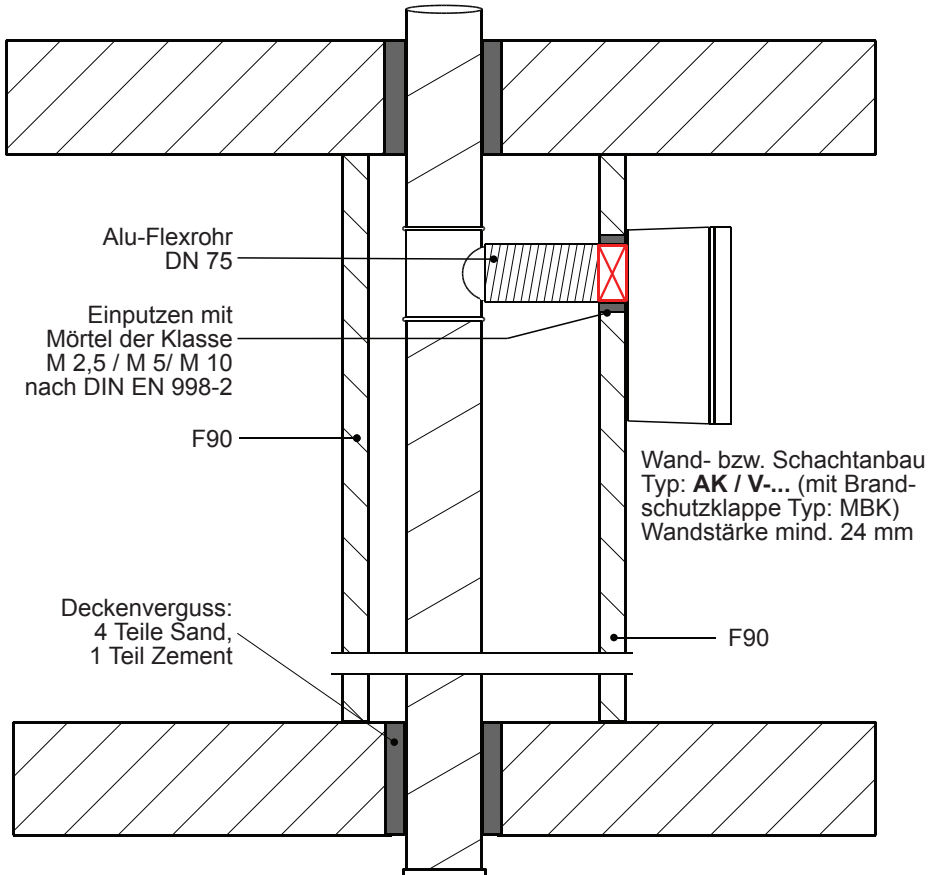 Alu-Flexrohr
DN 75
Einputzen mit
Mörtel der Klasse
M 2,5 / M 5/ M 10
nach DIN EN 998-2
F90
Wand- bzw. Schachtanbau
Typ: AK / V-... (mit Brand-
schutzklappe Typ: MBK)
Wandstärke mind. 24 mm
Deckenverguss:
4 Teile Sand,
1 Teil Zement
F90